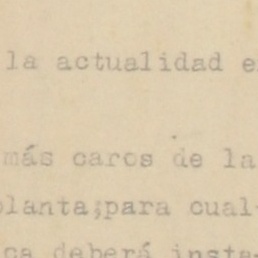 la actualidad e
más caros de la
planta;para cual-
ca deberá insta-